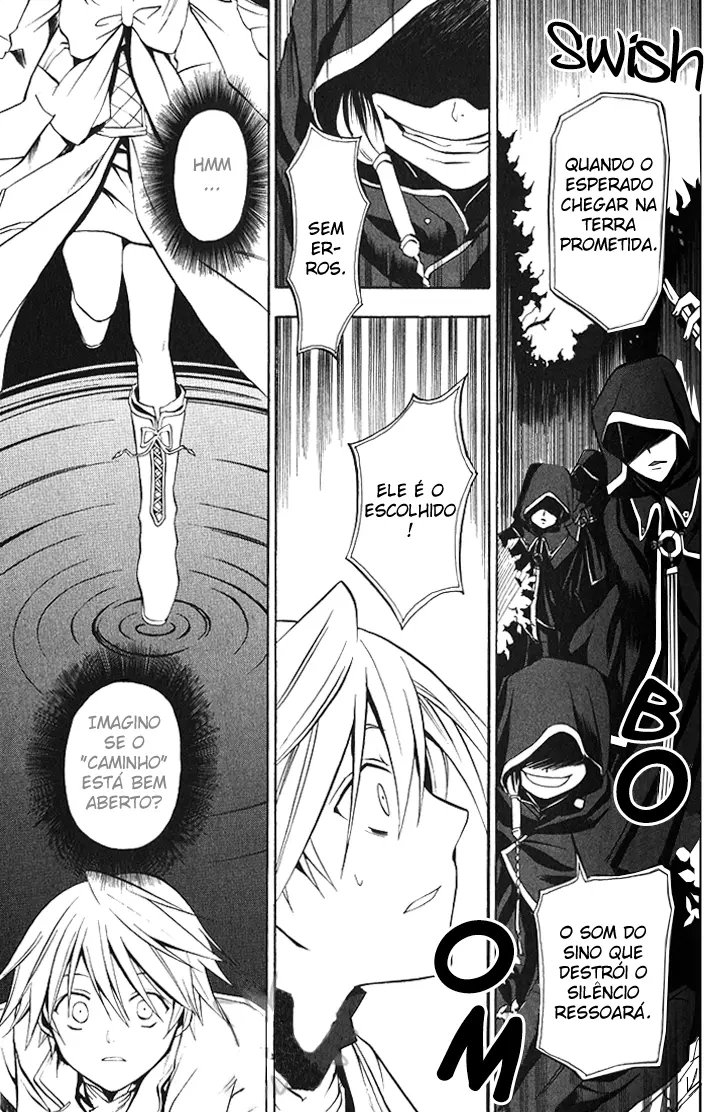 Swish
QUANDO O
ESPERADO
CHEGAR NA
TERRA
PROMETIDA.
BO
O SOM DO
SINO QUE
DESTRÓI O
SILÊNCIO
RESSOARÁ.
OM
SEM
ER-
ROS.
ELE É O
ESCOLHIDO
!
HMM
...
IMAGINO
SE O
"CAMINHO"
ESTÁ BEM
ABERTO?